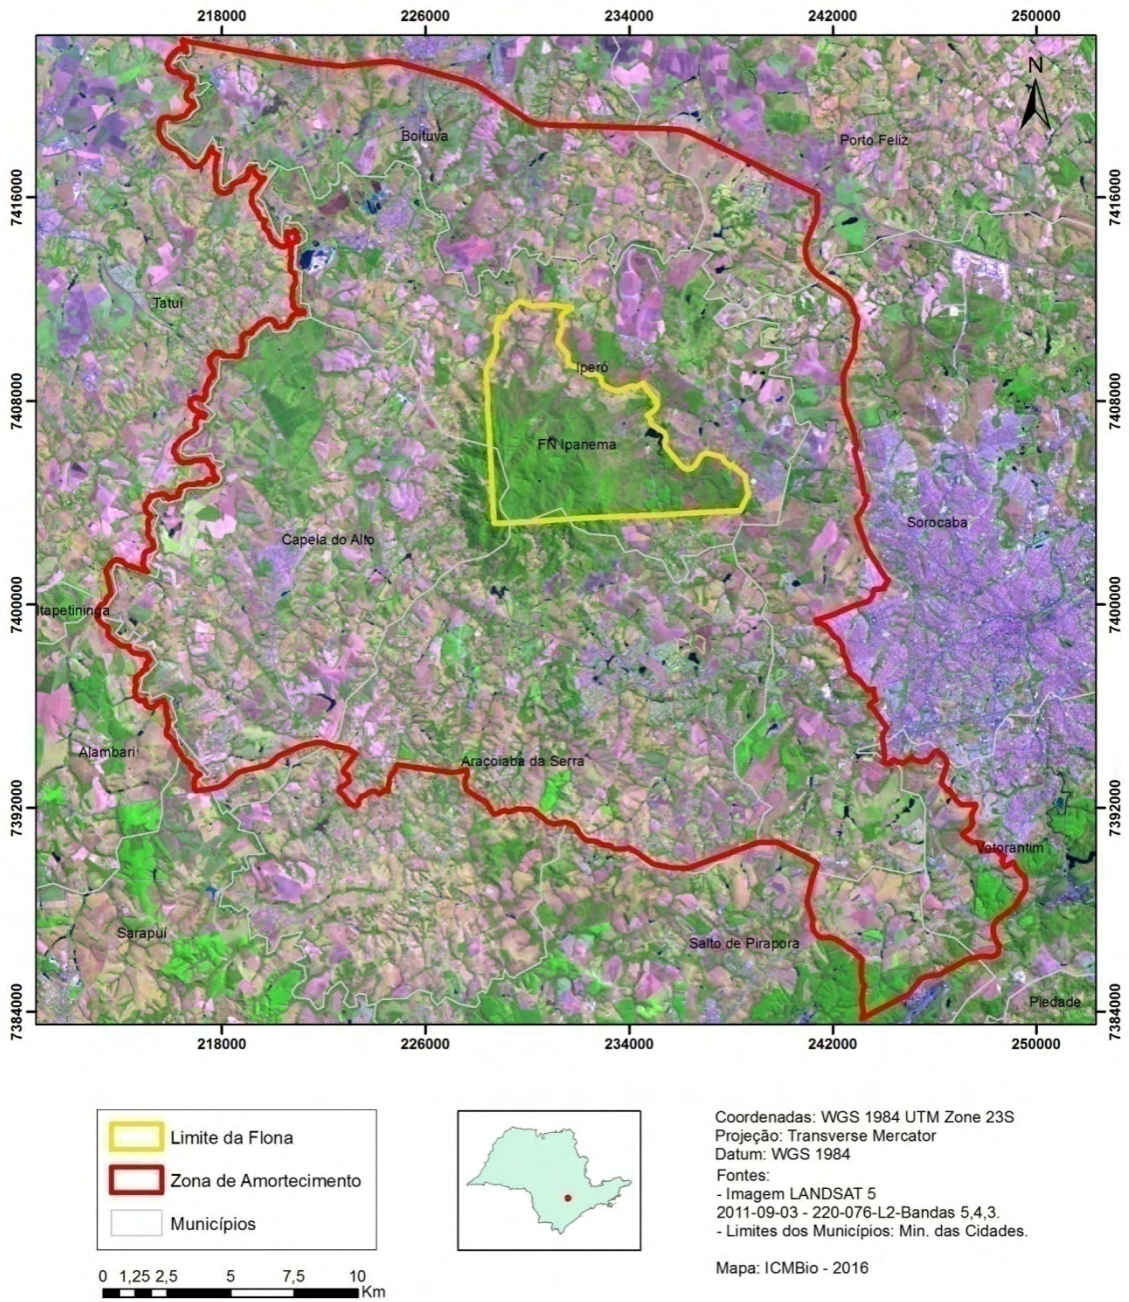 218000 226000 234000 242000 250000
N
Boituva
Porto Feliz
7416000 7416000
Tatuí
Iperó
7408000 7408000
FN Ipanema
Sorocaba
Capela do Alto
7400000 7400000
Itapetininga
Alambari
Araçoiaba da Serra
7392000 7392000
Votorantim
Sarapuí
Salto de Pirapora
Piedade
7384000 7384000
218000 226000 234000 242000 250000
Limite da Flona
Zona de Amortecimento
Municípios
0 1,25 2,5 5 7,5 10
Km
Coordenadas: WGS 1984 UTM Zone 23S
Projeção: Transverse Mercator
Datum: WGS 1984
Fontes:
- Imagem LANDSAT 5
2011-09-03 - 220-076-L2-Bandas 5,4,3.
- Limites dos Municípios: Min. das Cidades.
Mapa: ICMBio - 2016